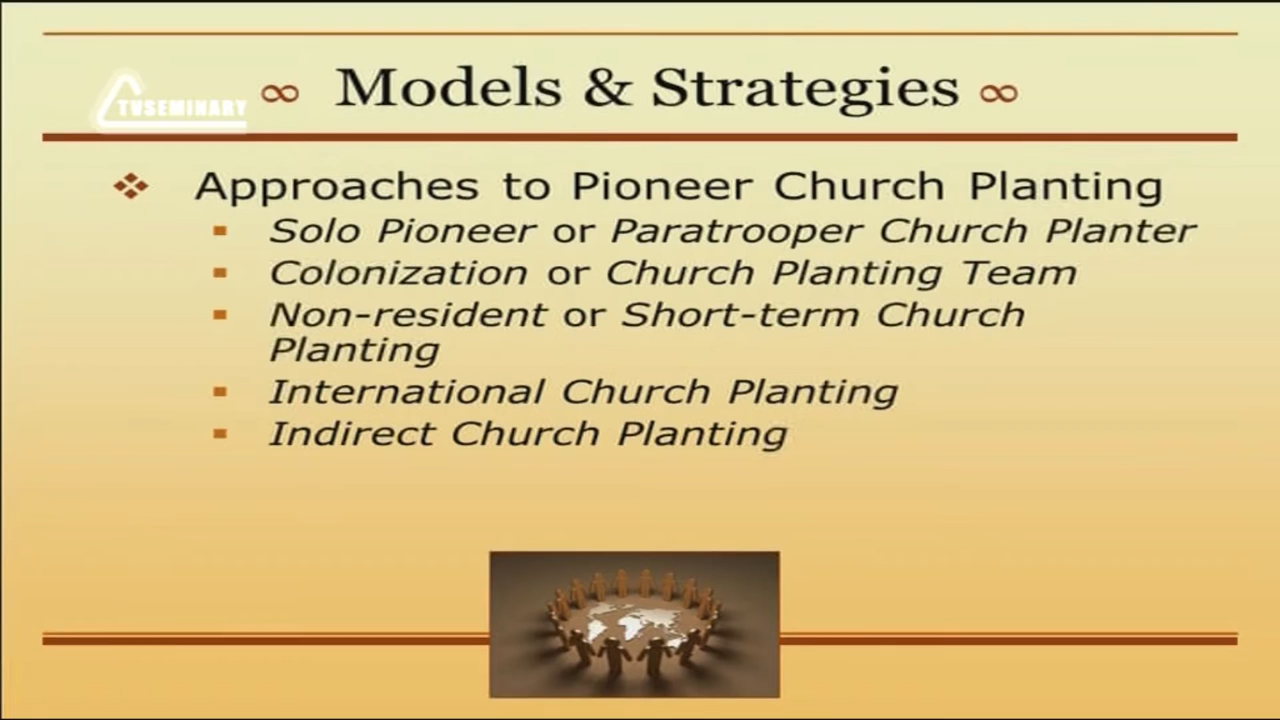 TVSEMINARY
∞ Models & Strategies ∞
Approaches to Pioneer Church Planting
Solo Pioneer or Paratrooper Church Planter
Colonization or Church Planting Team
Non-resident or Short-term Church
Planting
International Church Planting
Indirect Church Planting